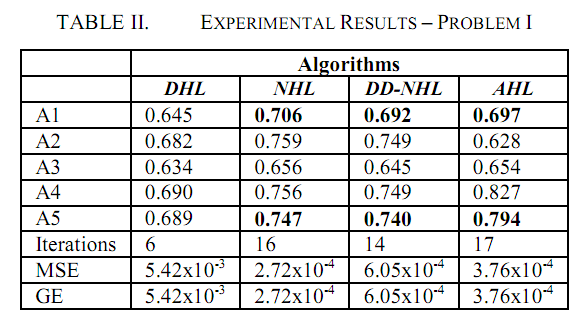 TABLE II. EXPERIMENTAL RESULTS – PROBLEM I
Algorithms
DHL NHL DD-NHL AHL
A1 0.645 0.706 0.692 0.697
A2 0.682 0.759 0.749 0.628
A3 0.634 0.656 0.645 0.654
A4 0.690 0.756 0.749 0.827
A5 0.689 0.747 0.740 0.794
Iterations 6 16 14 17
MSE 5.42x10⁻³ 2.72x10⁻⁴ 6.05x10⁻⁴ 3.76x10⁻⁴
GE 5.42x10⁻³ 2.72x10⁻⁴ 6.05x10⁻⁴ 3.76x10⁻⁴